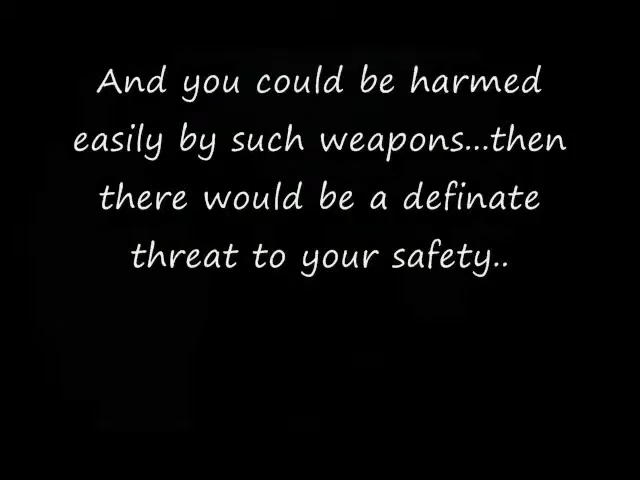 And you could be harmed
easily by such weapons...then
there would be a definate
threat to your safety..